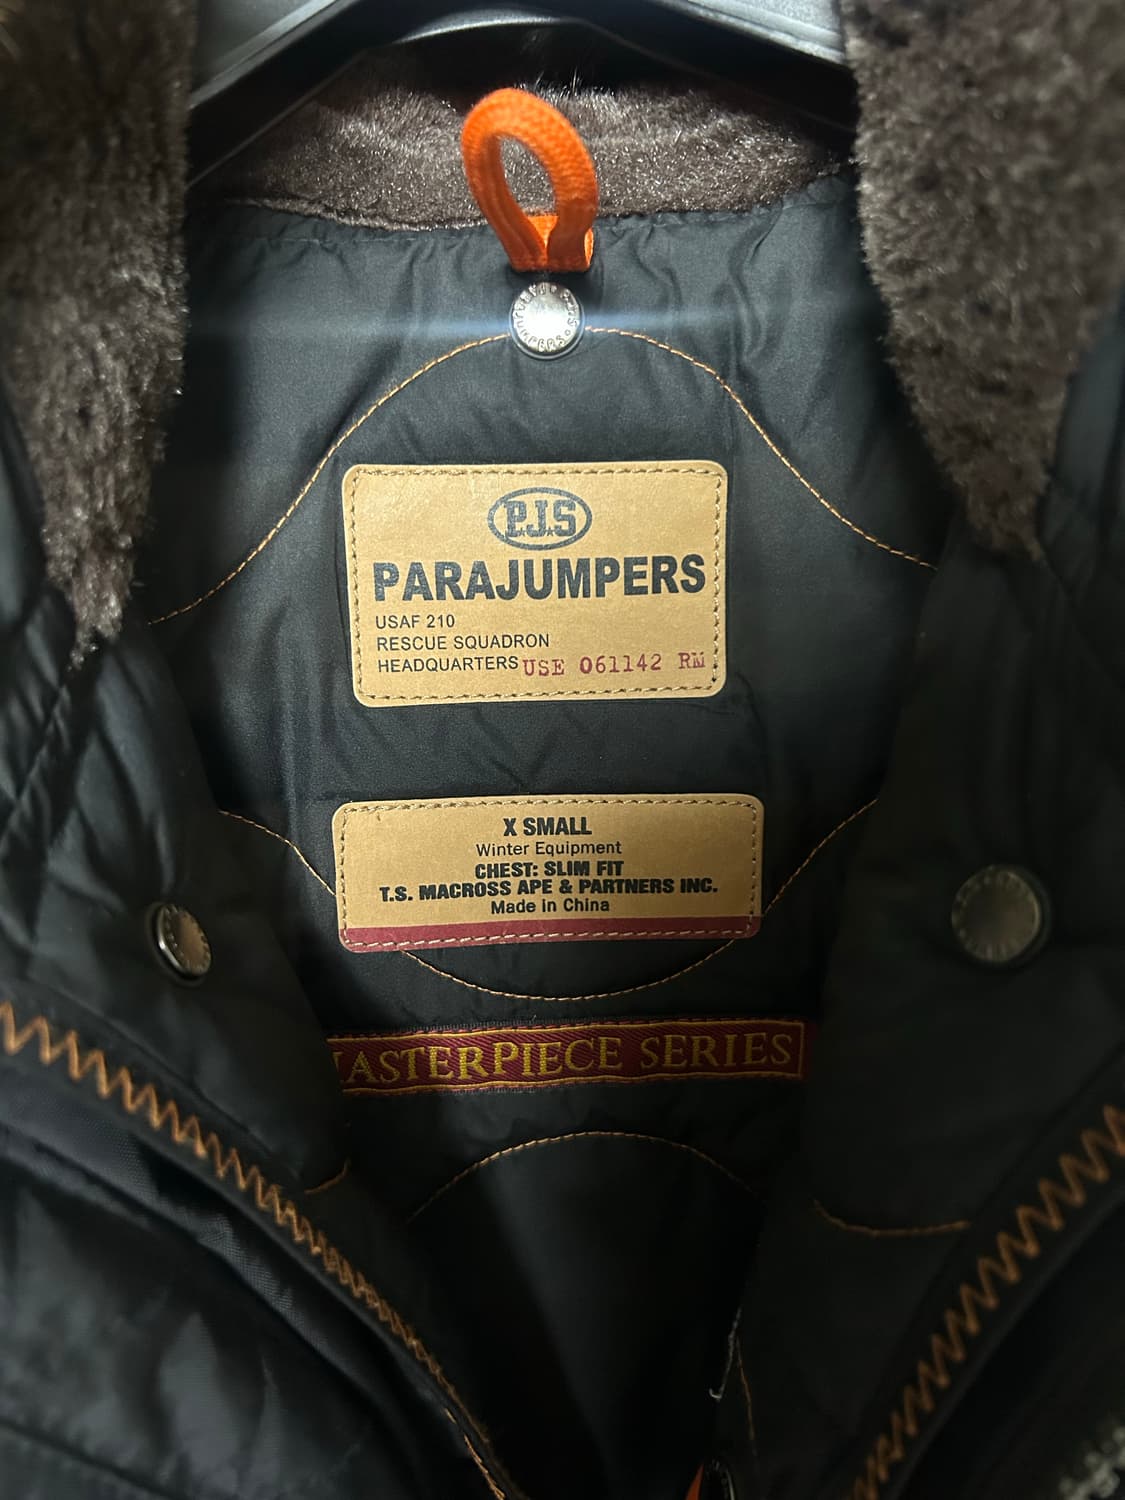 P.J.S
PARAJUMPERS
USAF 210
RESCUE SQUADRON
HEADQUARTERS USE 061142 RM
X SMALL
Winter Equipment
CHEST: SLIM FIT
T.S. MACROSS APE & PARTNERS INC.
Made in China
MASTERPIECE SERIES